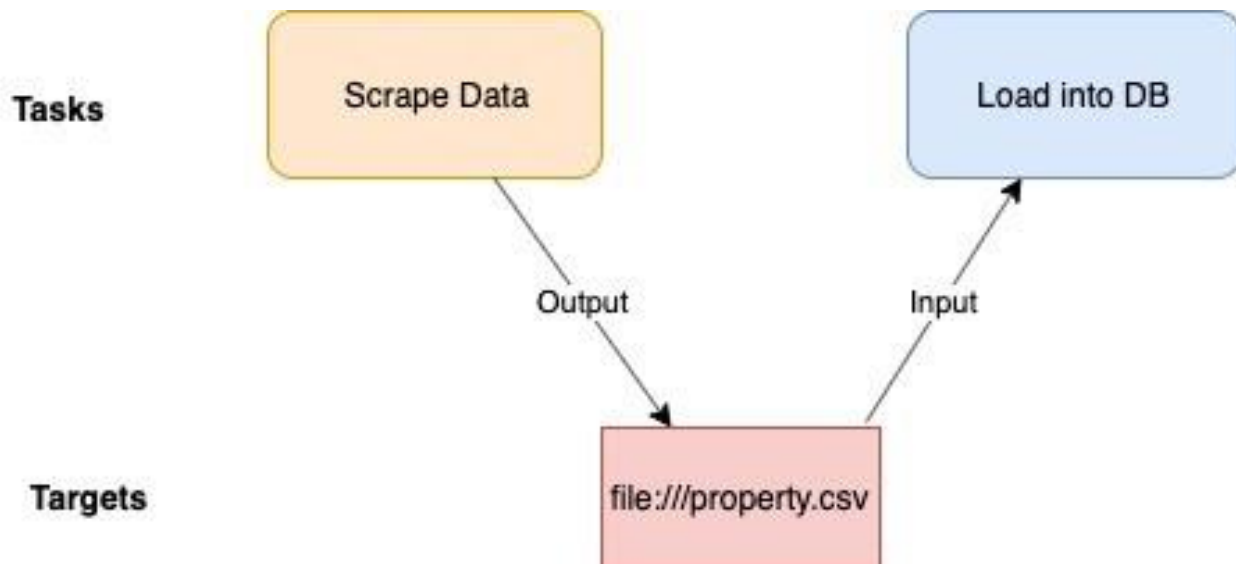 Tasks
Scrape Data
Load into DB
Output
Input
Targets
file:///property.csv